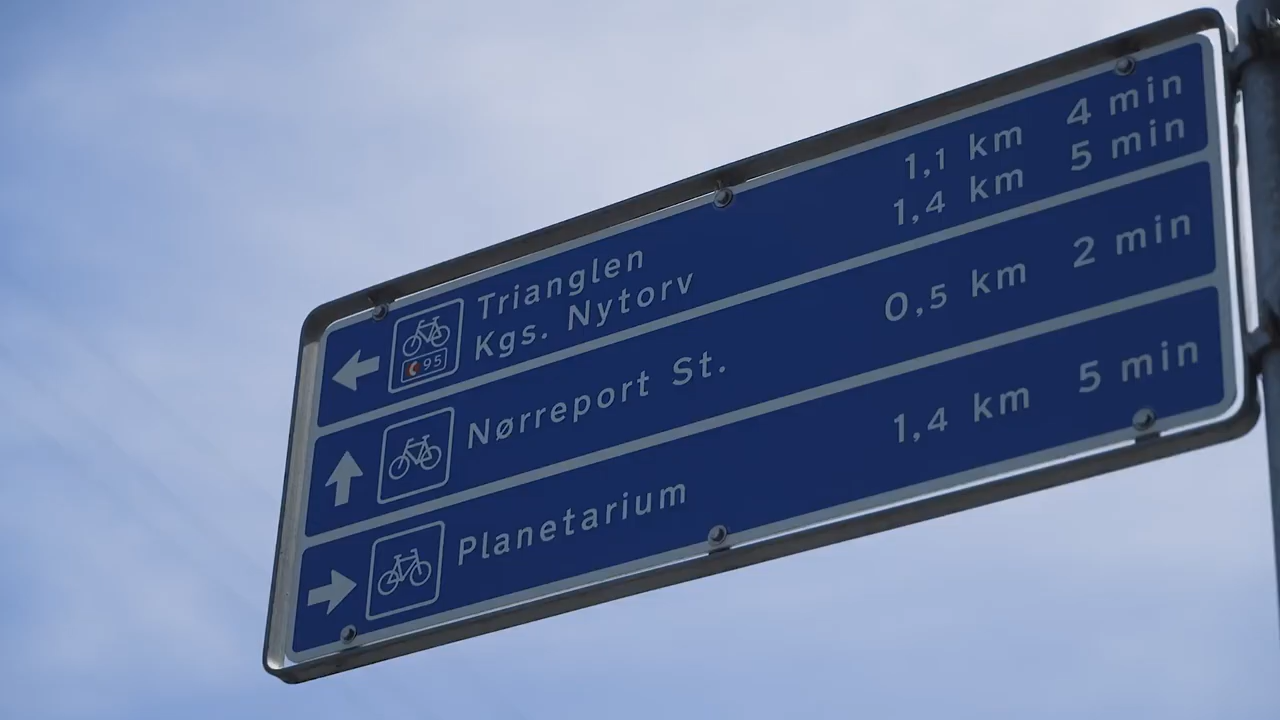 Trianglen 1,1 km 4 min
C 95 Kgs. Nytorv 1,4 km 5 min
Nørreport St. 0,5 km 2 min
Planetarium 1,4 km 5 min